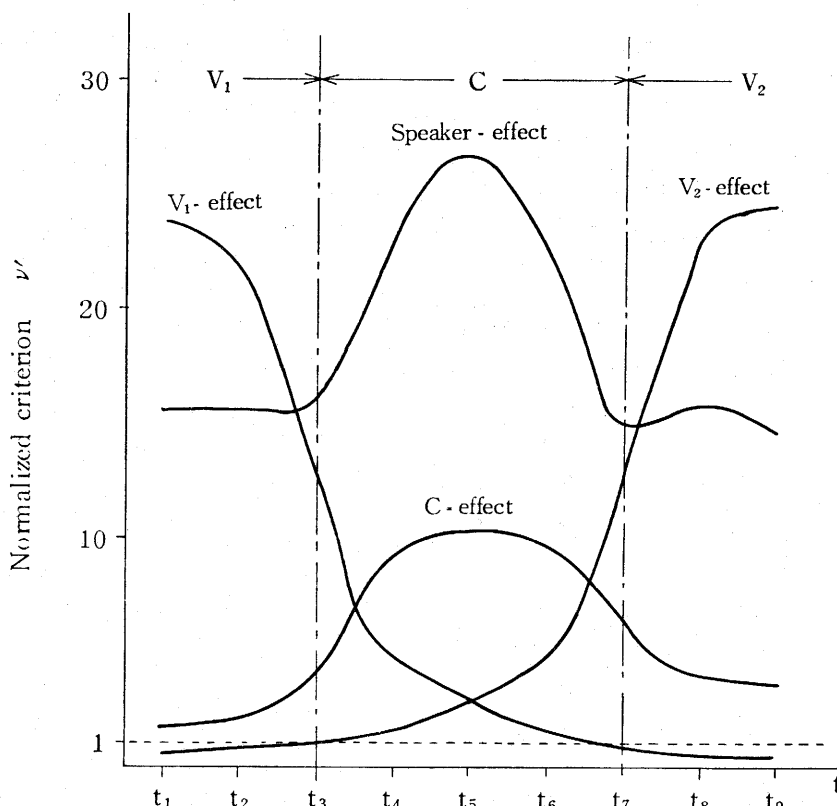 30
V₁
C
V₂
Speaker - effect
V₁ - effect
V₂ - effect
20
C - effect
10
1
Normalized criterion ν′
t₁ t₂ t₃ t₄ t₅ t₆ t₇ t₈ t₉ t